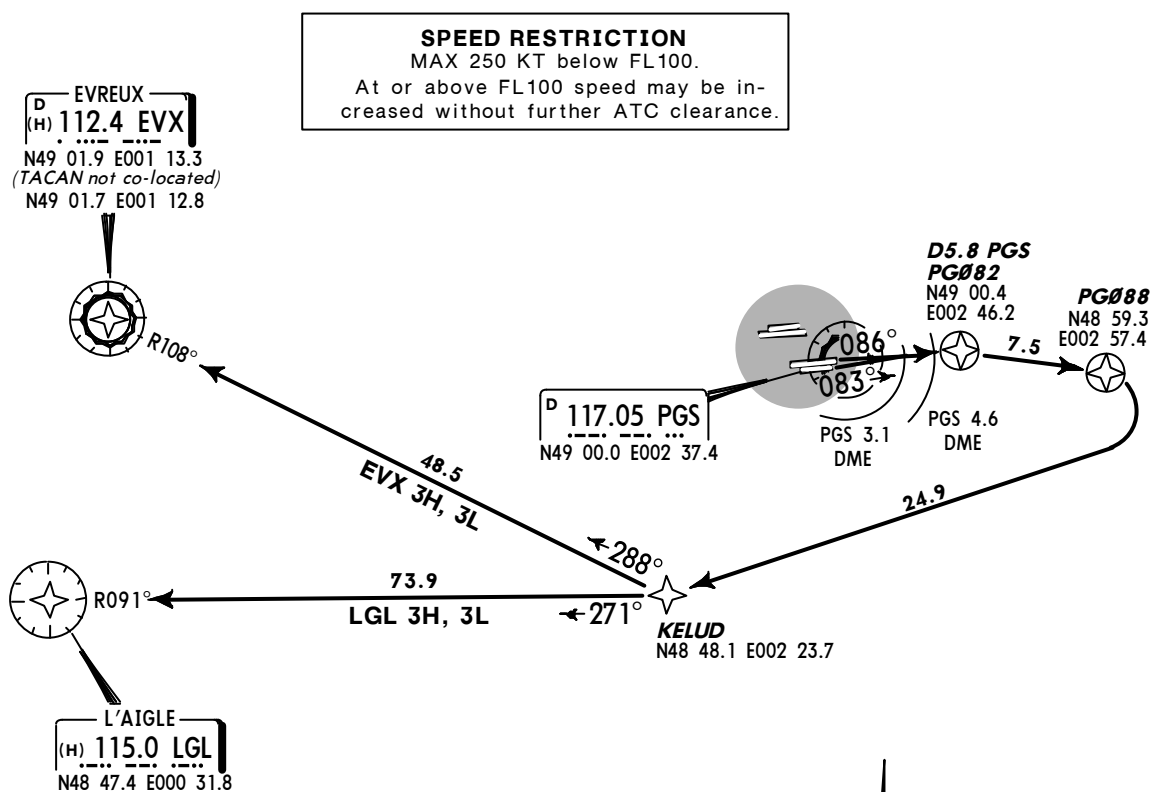 SPEED RESTRICTION
MAX 250 KT below FL100.
At or above FL100 speed may be in-
creased without further ATC clearance.
EVREUX
D
(H) 112.4 EVX
N49 01.9 E001 13.3
(TACAN not co-located)
N49 01.7 E001 12.8
R108°
D5.8 PGS
PGØ82
N49 00.4
E002 46.2
PGØ88
N48 59.3
E002 57.4
086°
083°
7.5
D 117.05 PGS
N49 00.0 E002 37.4
PGS 3.1
DME
PGS 4.6
DME
48.5
EVX 3H, 3L
24.9
288°
R091°
73.9
LGL 3H, 3L
271°
KELUD
N48 48.1 E002 23.7
L'AIGLE
(H) 115.0 LGL
N48 47.4 E000 31.8